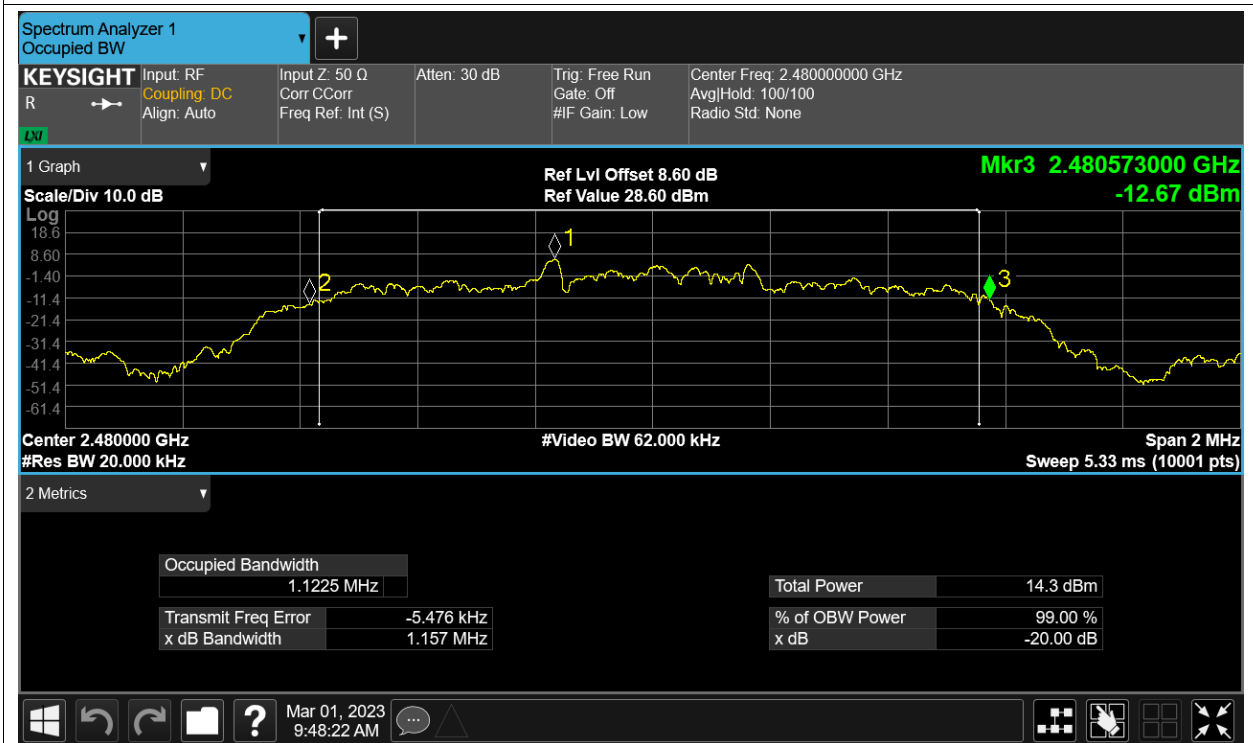 Spectrum Analyzer 1
Occupied BW
KEYSIGHT
R
LXI
Input: RF
Coupling: DC
Align: Auto
Input Z: 50 Ω
Corr CCorr
Freq Ref: Int (S)
Atten: 30 dB
Trig: Free Run
Gate: Off
#IF Gain: Low
Center Freq: 2.480000000 GHz
Avg|Hold: 100/100
Radio Std: None
1 Graph
Scale/Div 10.0 dB
Ref Lvl Offset 8.60 dB
Ref Value 28.60 dBm
Mkr3 2.480573000 GHz
-12.67 dBm
Log
18.6
8.60
-1.40
-11.4
-21.4
-31.4
-41.4
-51.4
-61.4
1
2
3
Center 2.480000 GHz
#Res BW 20.000 kHz
#Video BW 62.000 kHz
Span 2 MHz
Sweep 5.33 ms (10001 pts)
2 Metrics
Occupied Bandwidth
1.1225 MHz
Transmit Freq Error -5.476 kHz
x dB Bandwidth 1.157 MHz
Total Power 14.3 dBm
% of OBW Power 99.00 %
x dB -20.00 dB
?
Mar 01, 2023
9:48:22 AM